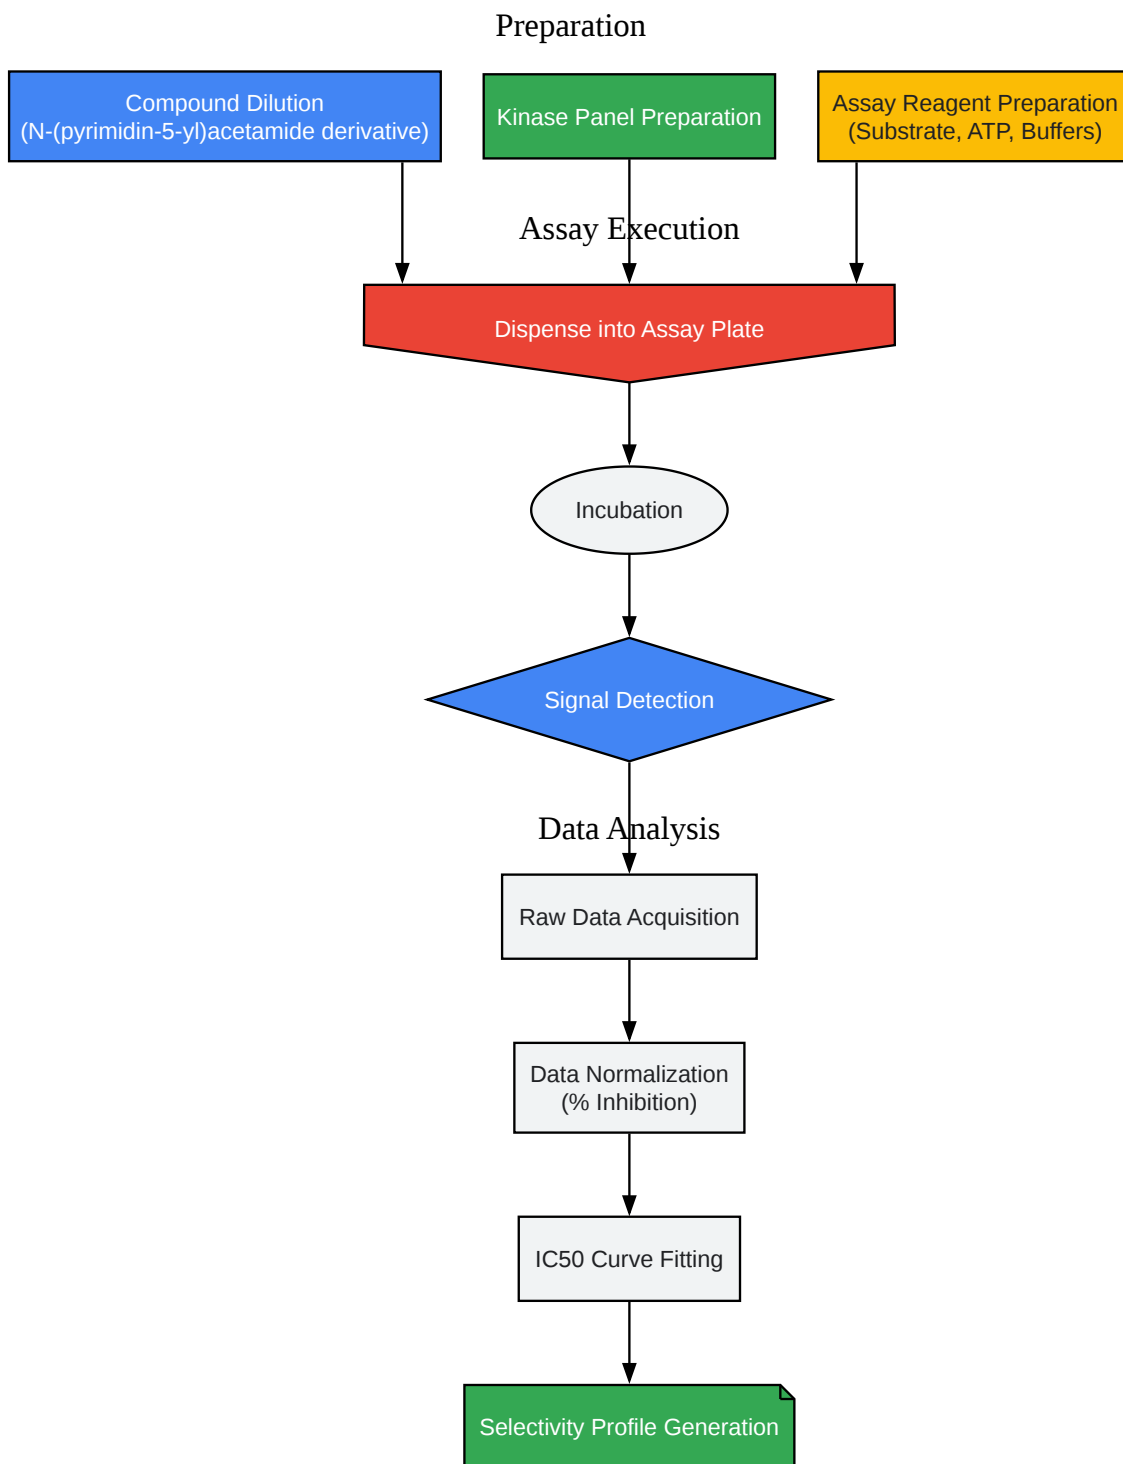 Preparation
Compound Dilution
(N-(pyrimidin-5-yl)acetamide derivative)
Kinase Panel Preparation
Assay Reagent Preparation
(Substrate, ATP, Buffers)
Assay Execution
Dispense into Assay Plate
Incubation
Signal Detection
Data Analysis
Raw Data Acquisition
Data Normalization
(% Inhibition)
IC50 Curve Fitting
Selectivity Profile Generation